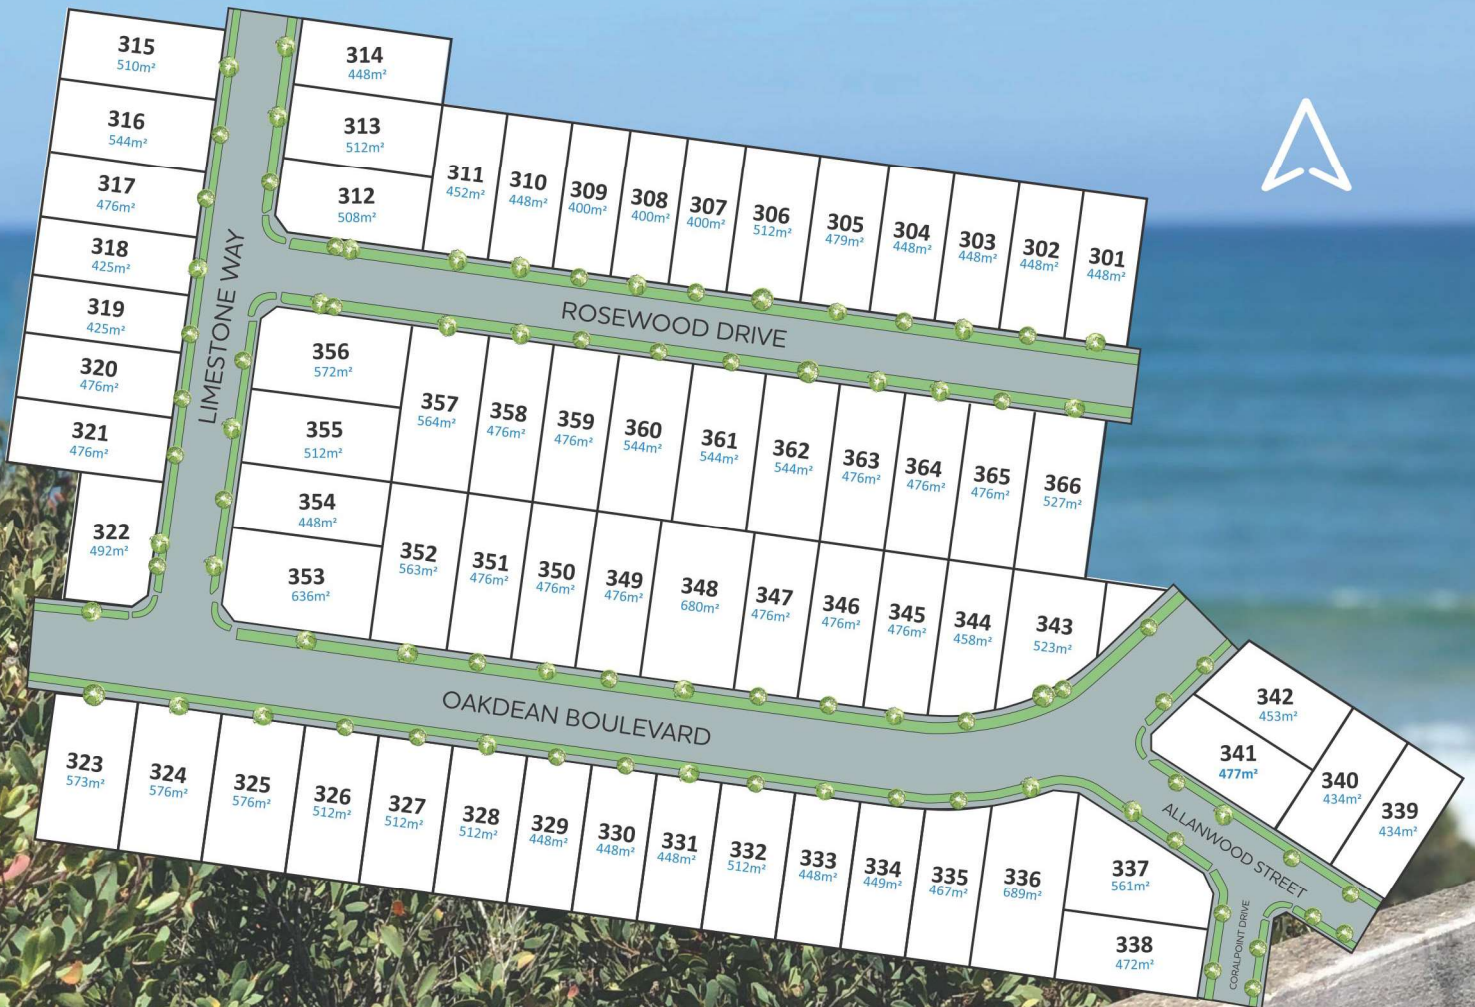 315
510m²
316
544m²
317
476m²
318
425m²
319
425m²
320
476m²
321
476m²
322
492m²
LIMESTONE WAY
314
448m²
313
512m²
312
508m²
311
452m²
310
448m²
309
400m²
308
400m²
307
400m²
306
512m²
305
479m²
304
448m²
303
448m²
302
448m²
301
448m²
ROSEWOOD DRIVE
356
572m²
355
512m²
354
448m²
353
636m²
357
564m²
358
476m²
359
476m²
360
544m²
361
544m²
362
544m²
363
476m²
364
476m²
365
476m²
366
527m²
352
563m²
351
476m²
350
476m²
349
476m²
348
680m²
347
476m²
346
476m²
345
476m²
344
458m²
343
523m²
OAKDEAN BOULEVARD
342
453m²
341
477m²
340
434m²
339
434m²
ALLANWOOD STREET
CORALPOINT DRIVE
323
573m²
324
576m²
325
576m²
326
512m²
327
512m²
328
512m²
329
448m²
330
448m²
331
448m²
332
512m²
333
448m²
334
449m²
335
467m²
336
689m²
337
561m²
338
472m²